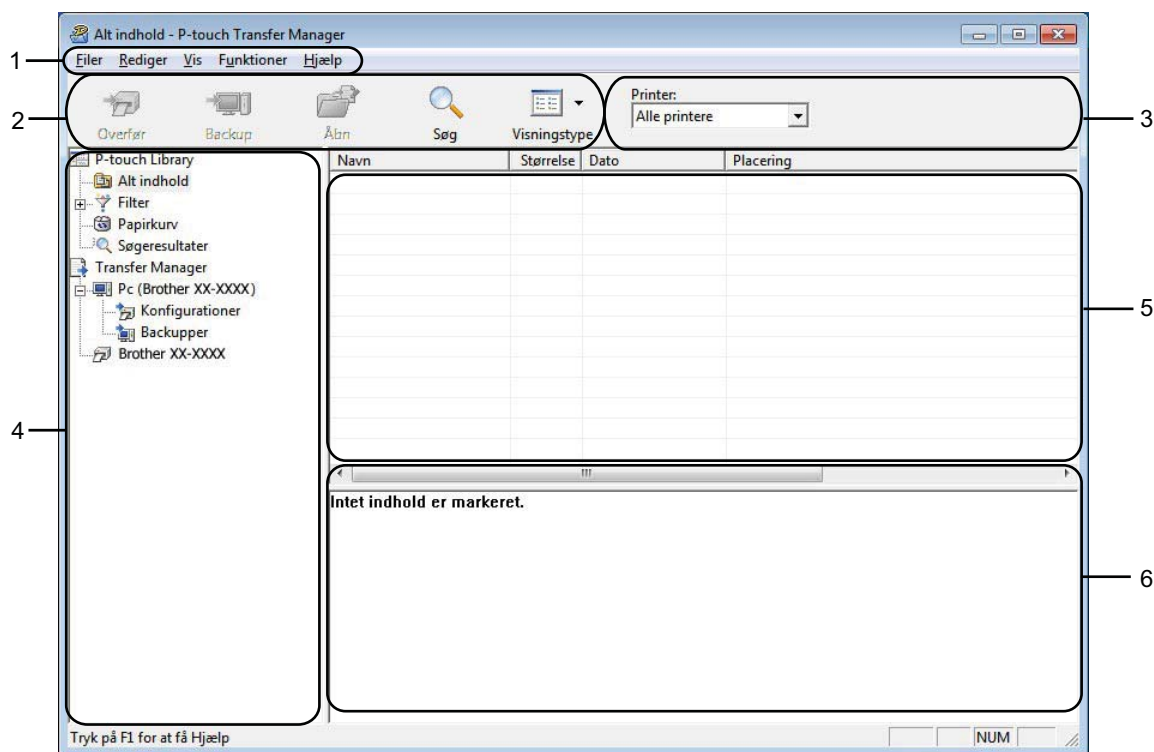 Alt indhold - P-touch Transfer Manager
1
Filer Rediger Vis Funktioner Hjælp
2
Overfør Backup Åbn Søg Visningstype
Printer:
Alle printere
3
P-touch Library
Alt indhold
Filter
Papirkurv
Søgeresultater
Transfer Manager
Pc (Brother XX-XXXX)
Konfigurationer
Backupper
Brother XX-XXXX
4
Navn Størrelse Dato Placering
5
Intet indhold er markeret.
6
Tryk på F1 for at få Hjælp NUM